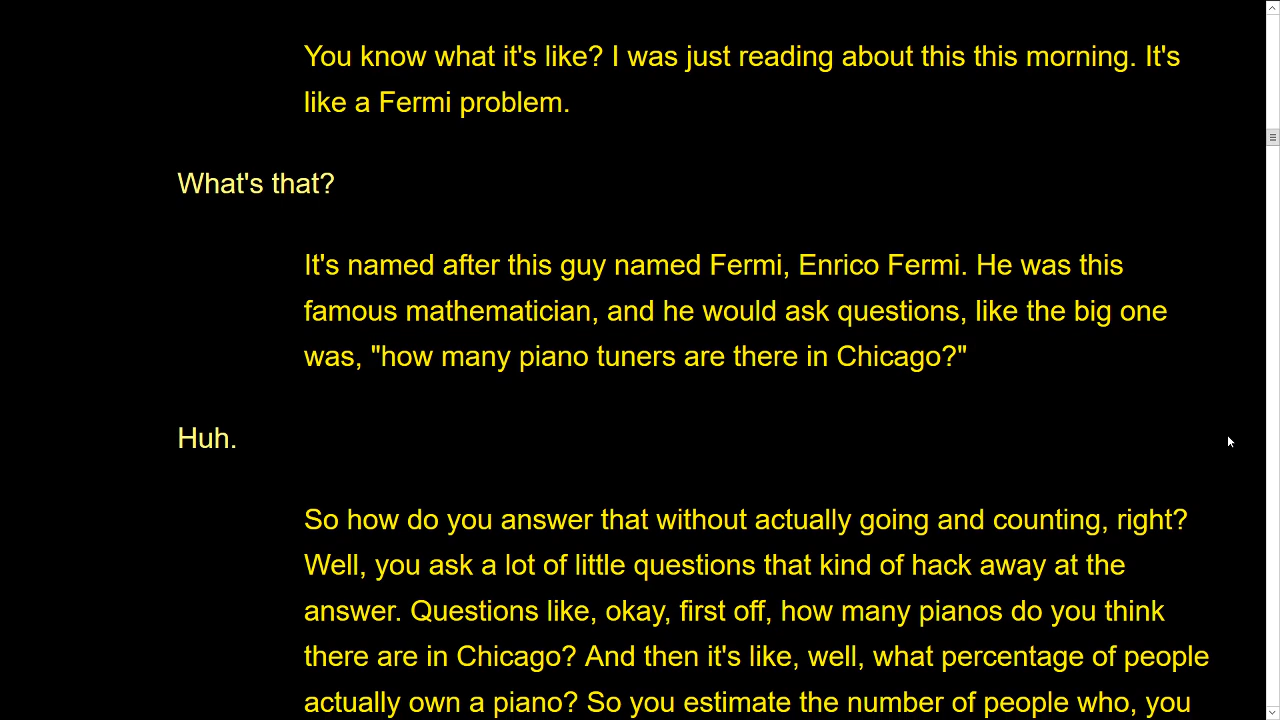 You know what it's like? I was just reading about this this morning. It's
like a Fermi problem.
What's that?
It's named after this guy named Fermi, Enrico Fermi. He was this
famous mathematician, and he would ask questions, like the big one
was, "how many piano tuners are there in Chicago?"
Huh.
So how do you answer that without actually going and counting, right?
Well, you ask a lot of little questions that kind of hack away at the
answer. Questions like, okay, first off, how many pianos do you think
there are in Chicago? And then it's like, well, what percentage of people
actually own a piano? So you estimate the number of people who, you